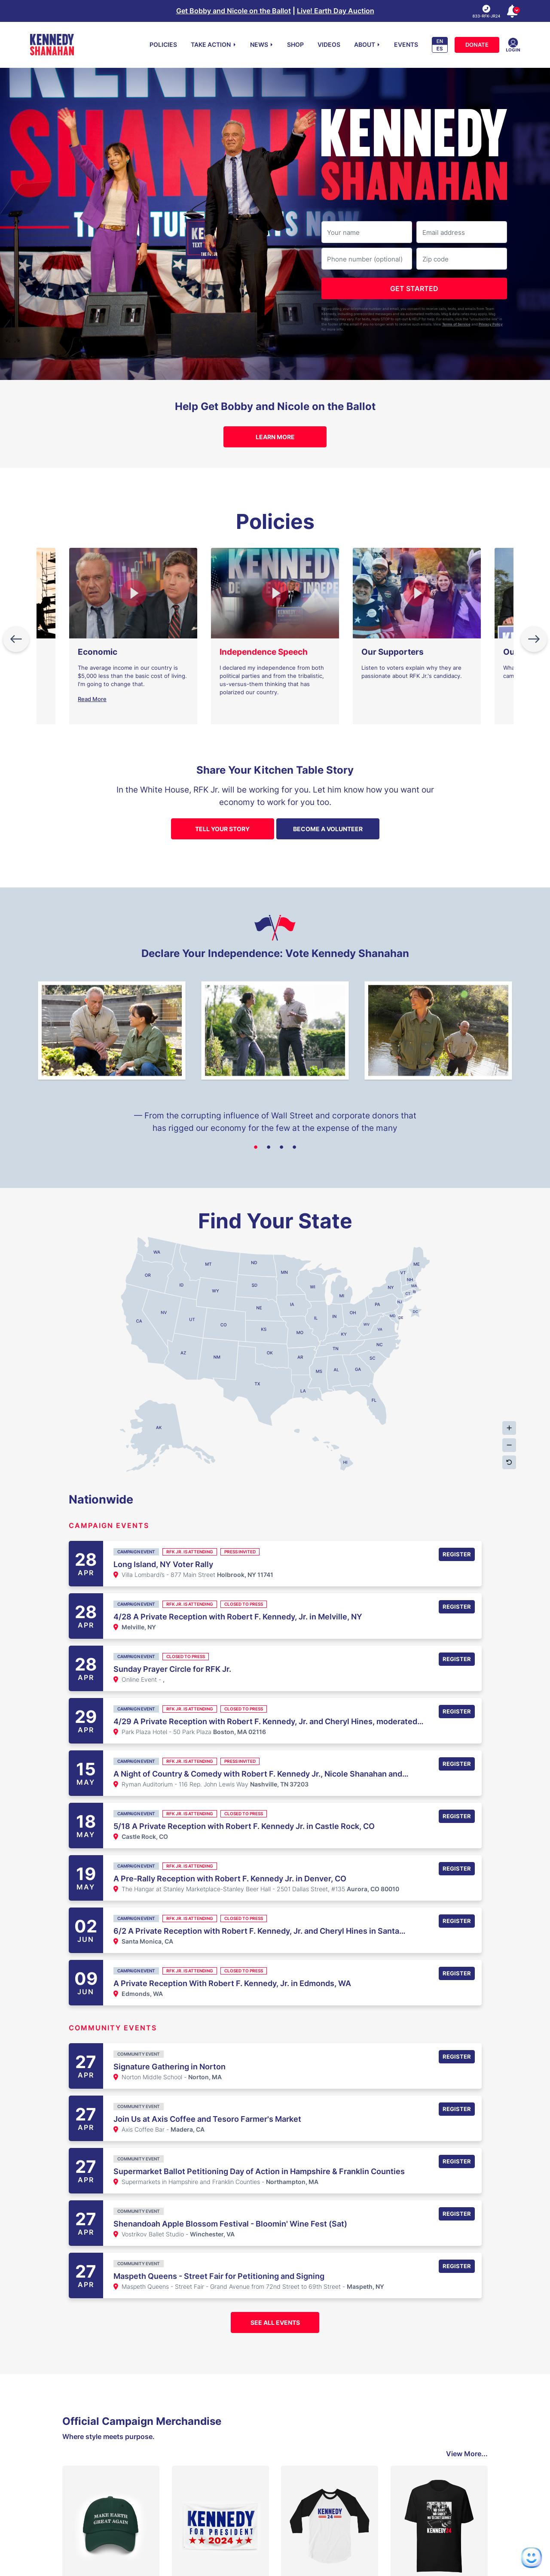 Get Bobby and Nicole on the Ballot | Live! Earth Day Auction
KENNEDY
SHANAHAN
POLICIES
TAKE ACTION
NEWS
SHOP
VIDEOS
ABOUT
EVENTS
EN
ES
DONATE
LOGIN
KENNEDY
SHANAHAN
Your name
Email address
Phone number (optional)
Zip code
GET STARTED
Help Get Bobby and Nicole on the Ballot
LEARN MORE
Policies
Economic
The average income in our country is
$5,000 less than the basic cost of living.
I'm going to change that.
Read More
Independence Speech
I declared my independence from both
political parties and from the tribalistic,
us-versus-them thinking that has
polarized our country.
Our Supporters
Listen to voters explain why they are
passionate about RFK Jr.'s candidacy.
Share Your Kitchen Table Story
In the White House, RFK Jr. will be working for you. Let him know how you want our
economy to work for you too.
TELL YOUR STORY
BECOME A VOLUNTEER
Declare Your Independence: Vote Kennedy Shanahan
— From the corrupting influence of Wall Street and corporate donors that
has rigged our economy for the few at the expense of the many
Find Your State
WA
MT
ND
MN
ME
OR
ID
SD
WI
VT
NH
WY
MI
NY
MA
NE
IA
PA
CT
NV
UT
CO
IL
IN
OH
NJ
CA
KS
MO
KY
WV
MD
DE
DC
AZ
NM
OK
AR
TN
NC
SC
TX
MS
AL
GA
LA
FL
AK
HI
Nationwide
CAMPAIGN EVENTS
28
APR
CAMPAIGN EVENT
RFK JR. IS ATTENDING
PRESS INVITED
Long Island, NY Voter Rally
Villa Lombardi's - 877 Main Street Holbrook, NY 11741
REGISTER
28
APR
CAMPAIGN EVENT
RFK JR. IS ATTENDING
CLOSED TO PRESS
4/28 A Private Reception with Robert F. Kennedy, Jr. in Melville, NY
Melville, NY
REGISTER
28
APR
CAMPAIGN EVENT
CLOSED TO PRESS
Sunday Prayer Circle for RFK Jr.
Online Event - ,
REGISTER
29
APR
CAMPAIGN EVENT
RFK JR. IS ATTENDING
CLOSED TO PRESS
4/29 A Private Reception with Robert F. Kennedy, Jr. and Cheryl Hines, moderated...
Park Plaza Hotel - 50 Park Plaza Boston, MA 02116
REGISTER
15
MAY
CAMPAIGN EVENT
RFK JR. IS ATTENDING
PRESS INVITED
A Night of Country & Comedy with Robert F. Kennedy Jr., Nicole Shanahan and...
Ryman Auditorium - 116 Rep. John Lewis Way Nashville, TN 37203
REGISTER
18
MAY
CAMPAIGN EVENT
RFK JR. IS ATTENDING
CLOSED TO PRESS
5/18 A Private Reception with Robert F. Kennedy Jr. in Castle Rock, CO
Castle Rock, CO
REGISTER
19
MAY
CAMPAIGN EVENT
RFK JR. IS ATTENDING
A Pre-Rally Reception with Robert F. Kennedy Jr. in Denver, CO
The Hangar at Stanley Marketplace-Stanley Beer Hall - 2501 Dallas Street, #135 Aurora, CO 80010
REGISTER
02
JUN
CAMPAIGN EVENT
RFK JR. IS ATTENDING
CLOSED TO PRESS
6/2 A Private Reception with Robert F. Kennedy, Jr. and Cheryl Hines in Santa...
Santa Monica, CA
REGISTER
09
JUN
CAMPAIGN EVENT
RFK JR. IS ATTENDING
CLOSED TO PRESS
A Private Reception With Robert F. Kennedy, Jr. in Edmonds, WA
Edmonds, WA
REGISTER
COMMUNITY EVENTS
27
APR
COMMUNITY EVENT
Signature Gathering in Norton
Norton Middle School - Norton, MA
REGISTER
27
APR
COMMUNITY EVENT
Join Us at Axis Coffee and Tesoro Farmer's Market
Axis Coffee Bar - Madera, CA
REGISTER
27
APR
COMMUNITY EVENT
Supermarket Ballot Petitioning Day of Action in Hampshire & Franklin Counties
Supermarkets in Hampshire and Franklin Counties - Northampton, MA
REGISTER
27
APR
COMMUNITY EVENT
Shenandoah Apple Blossom Festival - Bloomin' Wine Fest (Sat)
Vostrikov Ballet Studio - Winchester, VA
REGISTER
27
APR
COMMUNITY EVENT
Maspeth Queens - Street Fair for Petitioning and Signing
Maspeth Queens - Street Fair - Grand Avenue from 72nd Street to 69th Street - Maspeth, NY
REGISTER
SEE ALL EVENTS
Official Campaign Merchandise
Where style meets purpose.
View More...
MAKE EARTH
GREAT AGAIN
KENNEDY
FOR PRESIDENT
2024
KENNEDY
KENNEDY24